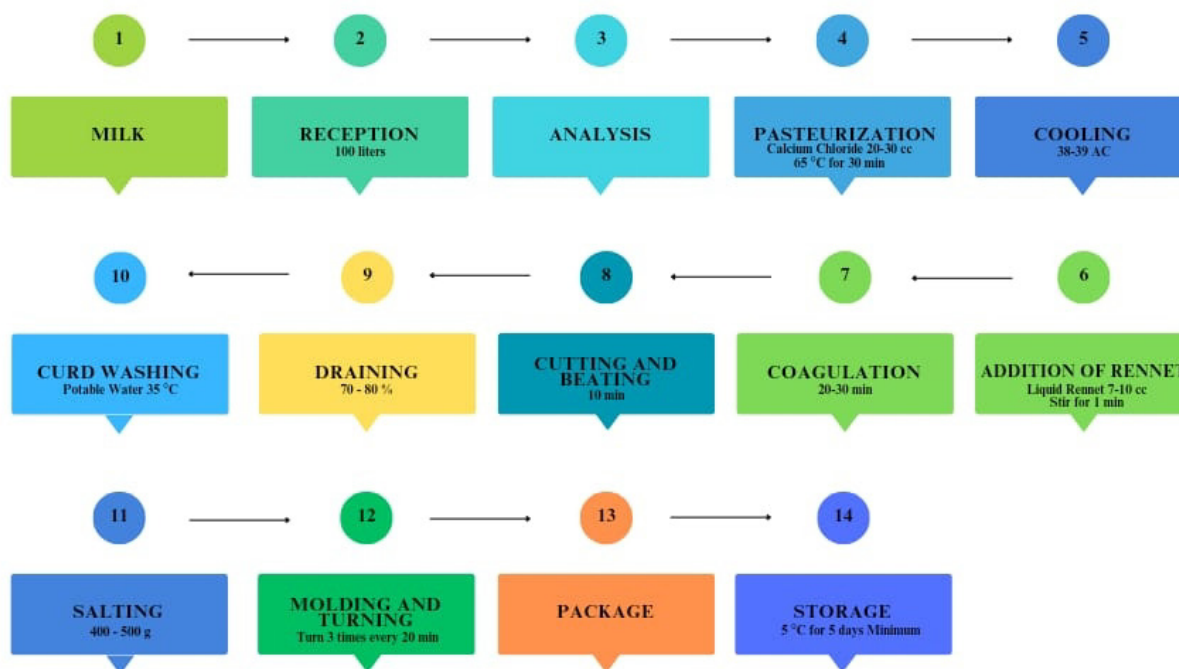 1
2
3
4
5
MILK
RECEPTION
100 liters
ANALYSIS
PASTEURIZATION
Calcium Chloride 20-30 cc
65 °C for 30 min
COOLING
38-39 AC
6
7
8
9
10
ADDITION OF RENNET
Liquid Rennet 7-10 cc
Stir for 1 min
COAGULATION
20-30 min
CUTTING AND
BEATING
10 min
DRAINING
70 - 80 %
CURD WASHING
Potable Water 35 °C
11
12
13
14
SALTING
400 - 500 g
MOLDING AND
TURNING
Turn 3 times every 20 min
PACKAGE
STORAGE
5 °C for 5 days Minimum